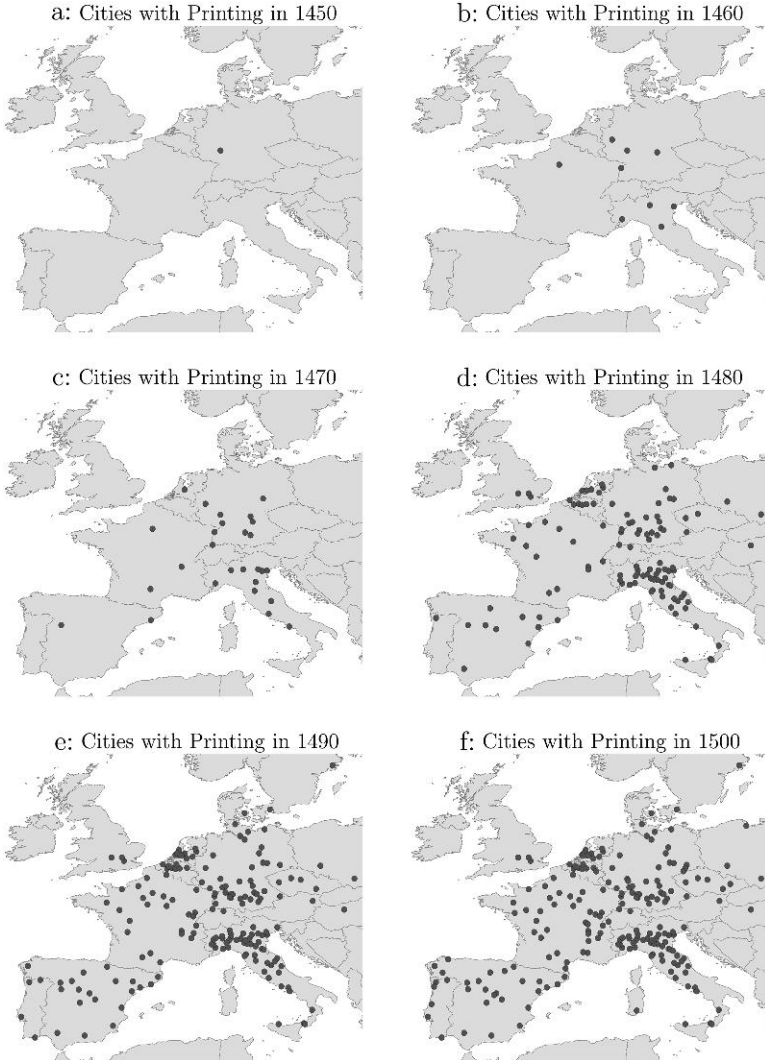 a: Cities with Printing in 1450
b: Cities with Printing in 1460
c: Cities with Printing in 1470
d: Cities with Printing in 1480
e: Cities with Printing in 1490
f: Cities with Printing in 1500